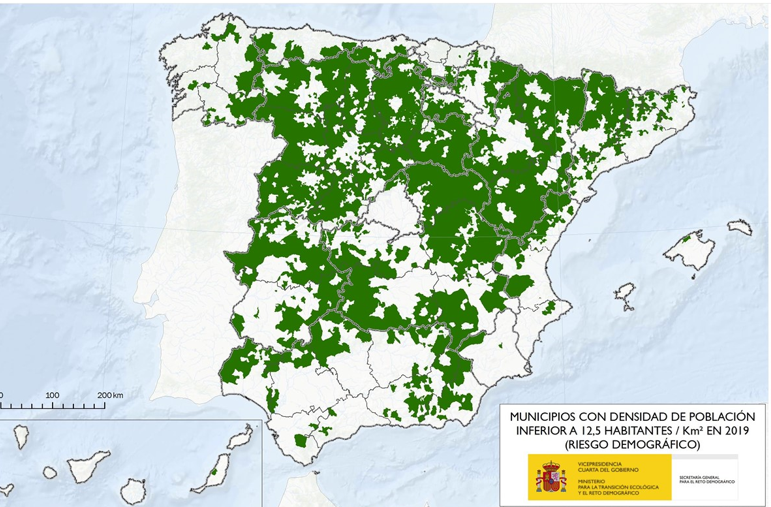 0 100 200 km
MUNICIPIOS CON DENSIDAD DE POBLACIÓN
INFERIOR A 12,5 HABITANTES / Km² EN 2019
(RIESGO DEMOGRÁFICO)
VICEPRESIDENCIA
CUARTA DEL GOBIERNO
MINISTERIO
PARA LA TRANSICIÓN ECOLÓGICA
Y EL RETO DEMOGRÁFICO
SECRETARÍA GENERAL
PARA EL RETO DEMOGRÁFICO